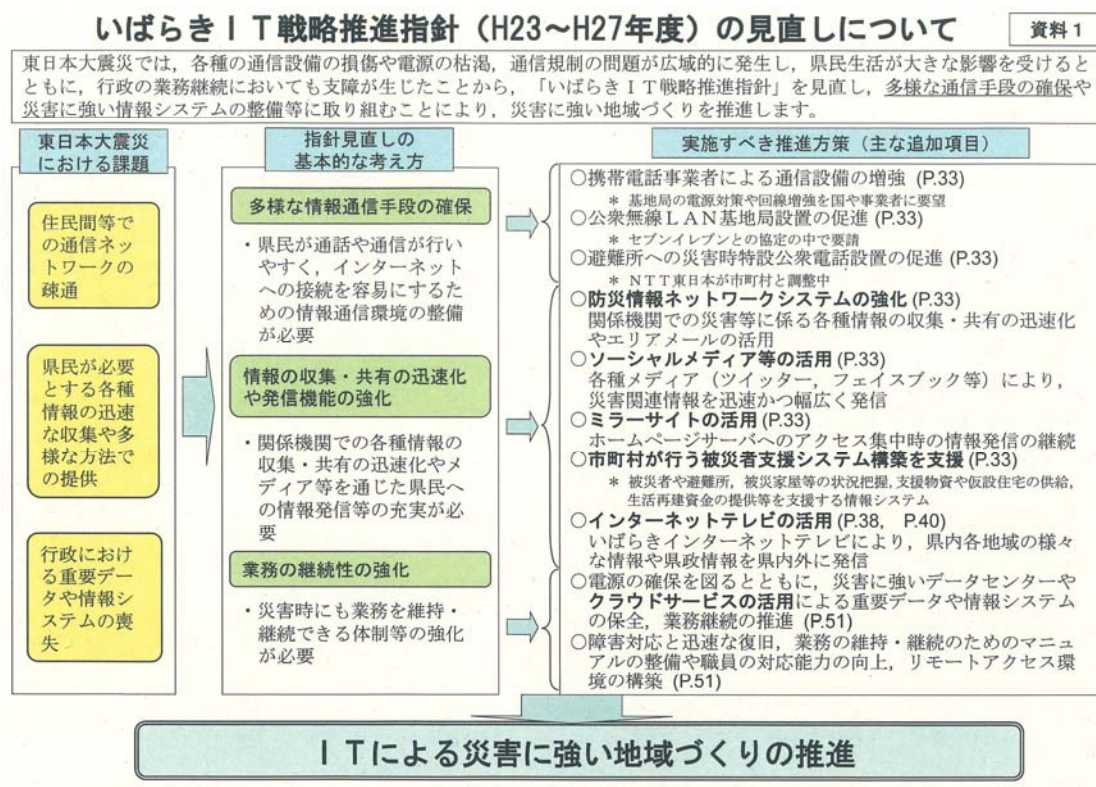 いばらきＩＴ戦略推進指針（H23～H27年度）の見直しについて
資料１
東日本大震災では，各種の通信設備の損傷や電源の枯渇，通信規制の問題が広域的に発生し，県民生活が大きな影響を受けると
ともに，行政の業務継続においても支障が生じたことから，「いばらきＩＴ戦略推進指針」を見直し，多様な通信手段の確保や
災害に強い情報システムの整備等に取り組むことにより，災害に強い地域づくりを推進します。
東日本大震災
における課題
住民間等で
の通信ネッ
トワークの
疎通
県民が必要
とする各種
情報の迅速
な収集や多
様な方法で
の提供
行政におけ
る重要デー
タや情報シ
ステムの喪
失
指針見直しの
基本的な考え方
多様な情報通信手段の確保
・県民が通話や通信が行い
やすく，インターネット
への接続を容易にするた
めの情報通信環境の整備
が必要
情報の収集・共有の迅速化
や発信機能の強化
・関係機関での各種情報の
収集・共有の迅速化やメ
ディア等を通じた県民へ
の情報発信等の充実が必
要
業務の継続性の強化
・災害時にも業務を維持・
継続できる体制等の強化
が必要
実施すべき推進方策（主な追加項目）
○携帯電話事業者による通信設備の増強 (P.33)
＊ 基地局の電源対策や回線増強を国や事業者に要望
○公衆無線ＬＡＮ基地局設置の促進 (P.33)
＊ セブンイレブンとの協定の中で要請
○避難所への災害時特設公衆電話設置の促進 (P.33)
＊ ＮＴＴ東日本が市町村と調整中
○防災情報ネットワークシステムの強化 (P.33)
関係機関での災害等に係る各種情報の収集・共有の迅速化
やエリアメールの活用
○ソーシャルメディア等の活用 (P.33)
各種メディア（ツイッター，フェイスブック等）により，
災害関連情報を迅速かつ幅広く発信
○ミラーサイトの活用 (P.33)
ホームページサーバへのアクセス集中時の情報発信の継続
○市町村が行う被災者支援システム構築を支援 (P.33)
＊ 被災者や避難所，被災家屋等の状況把握，支援物資や仮設住宅の供給，
生活再建資金の提供等を支援する情報システム
○インターネットテレビの活用 (P.38, P.40)
いばらきインターネットテレビにより，県内各地域の様々
な情報や県政情報を県内外に発信
○電源の確保を図るとともに，災害に強いデータセンターや
クラウドサービスの活用による重要データや情報システム
の保全，業務継続の推進 (P.51)
○障害対応と迅速な復旧，業務の維持・継続のためのマニュ
アルの整備や職員の対応能力の向上，リモートアクセス環
境の構築 (P.51)
ＩＴによる災害に強い地域づくりの推進